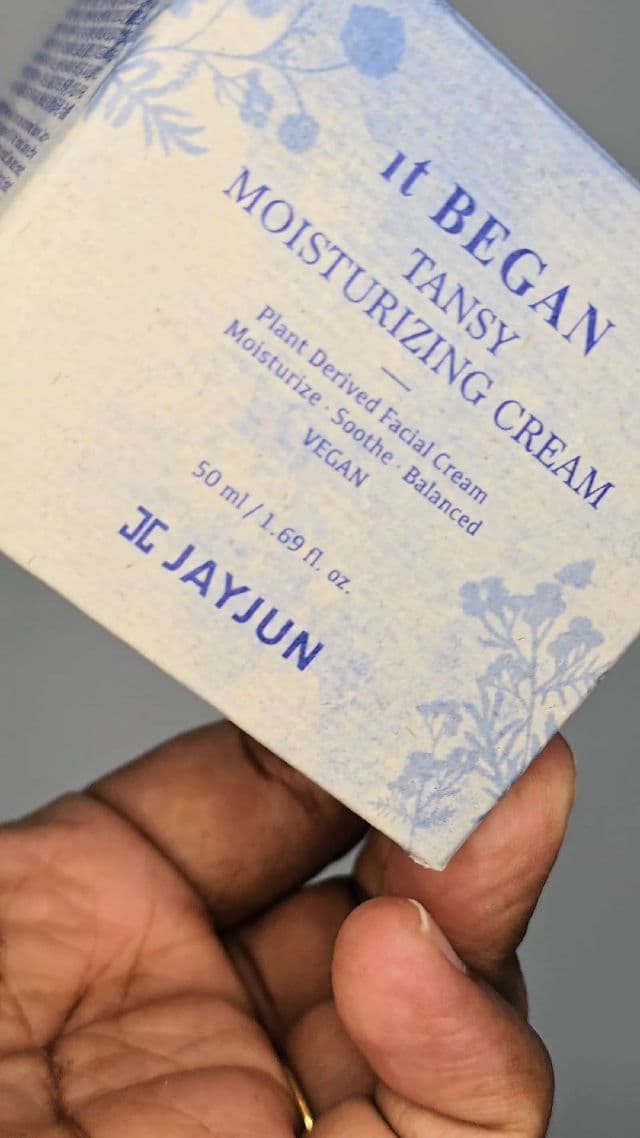 it BEGAN
TANSY
MOISTURIZING CREAM
Plant Derived Facial Cream
Moisturize . Soothe . Balanced
VEGAN
50 ml / 1.69 fl. oz.
JAYJUN